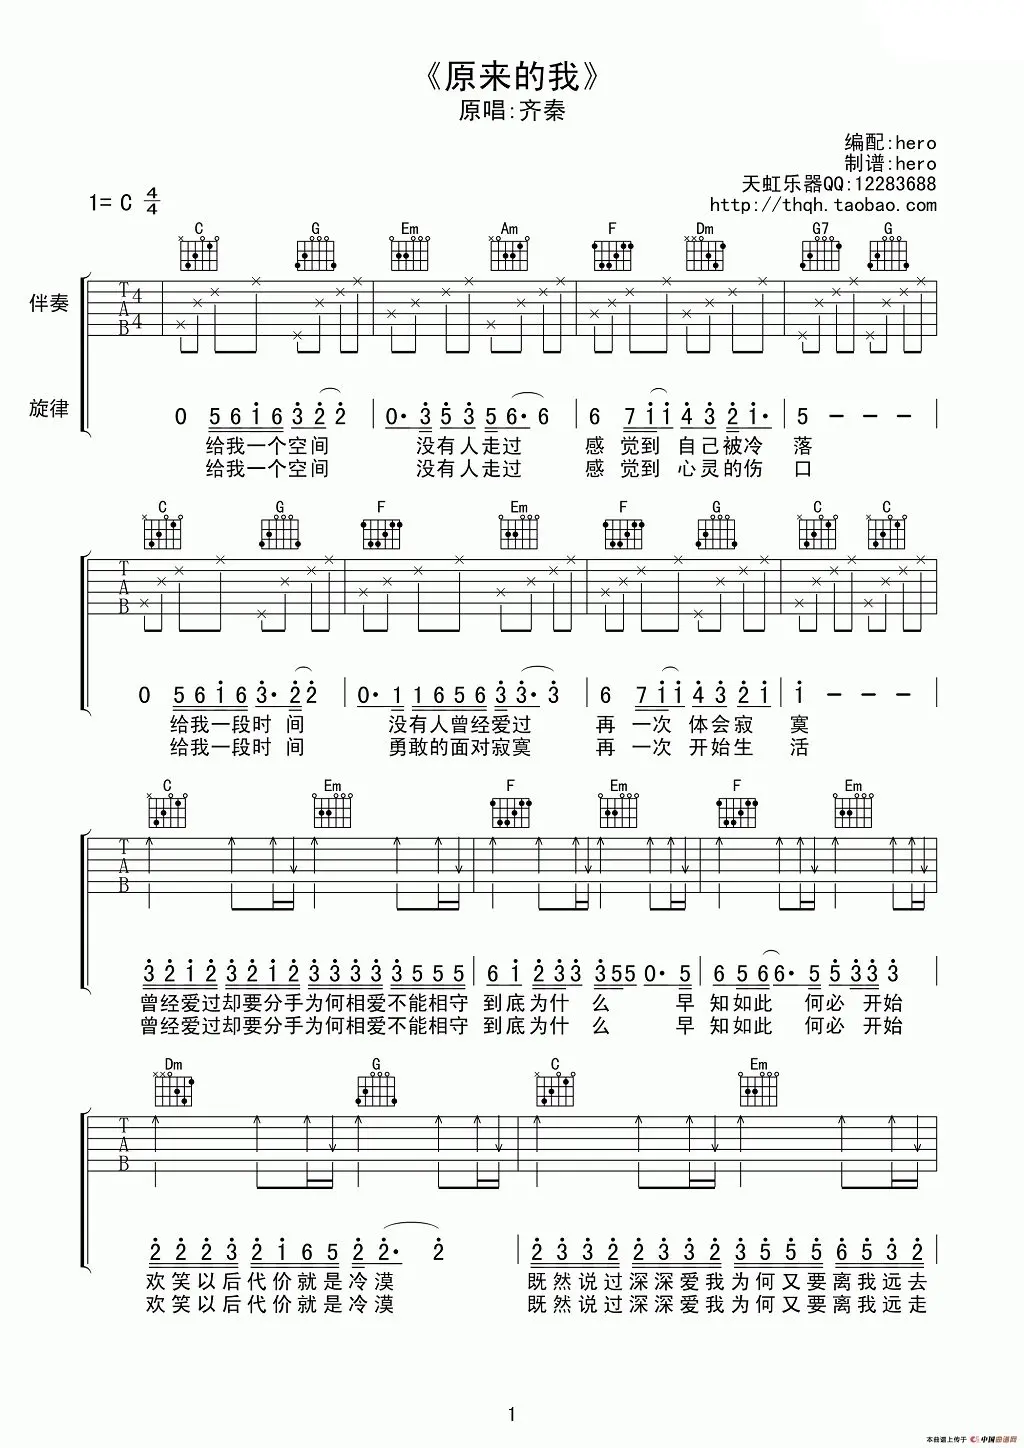 《原来的我》
原唱:齐秦
编配:hero
制谱:hero
天虹乐器QQ:12283688
http://thqh.taobao.com
1= C 4/4
C G Em Am F Dm G7 G
伴奏 T A B 4 4
旋律 0 5 6 1 6 3 2 2 | 0· 3 5 3 5 6· 6 | 6 7 1 1 4 3 2 1· | 5 — — — |
给我一个空间 没有人走过 感 觉到 自己被冷 落
给我一个空间 没有人走过 感 觉到 心灵的伤 口
C G F Em F G C C
T A B
0 5 6 1 6 3· 2 2 | 0· 1 1 6 5 6 3 3· 3 | 6 7 1 1 4 3 2 1 | 1 — — — |
给我一段时 间 没有人曾经爱过 再 一次 体会寂 寞
给我一段时 间 勇敢的面对寂寞 再 一次 开始生 活
C Em F Em F Em
T A B
3 2 1 2 3 2 1 2 3 3 3 3 5 5 5 5 | 6 1 2 3 3 3 5 5 0· 5 | 6 5 6 6· 5 5 3 3 3 |
曾经爱过却要分手为何相爱不能相守 到底为什 么 早 知如此 何必 开始
曾经爱过却要分手为何相爱不能相守 到底为什 么 早 知如此 何必 开始
Dm G C Em
T A B
2 2 2 3 2 1 6 5 2 2· 2 | 2 3 3 3 2 3 3 2 3 5 5 5 6 5 3 2 |
欢笑以后代价就是冷漠 既然说过深深爱我为何又要离我远去
欢笑以后代价就是冷漠 既然说过深深爱我为何又要离我远走
1
本曲谱上传于 中国曲谱网